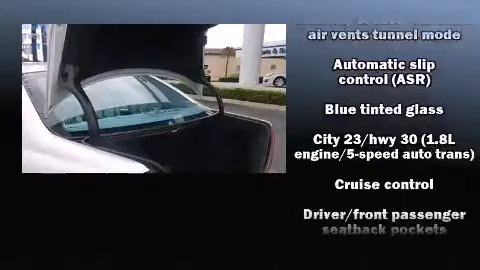 air vents tunnel mode
Automatic slip
control (ASR)
Blue tinted glass
City 23/hwy 30 (1.8L
engine/5-speed auto trans)
Cruise control
Driver/front passenger
seatback pockets